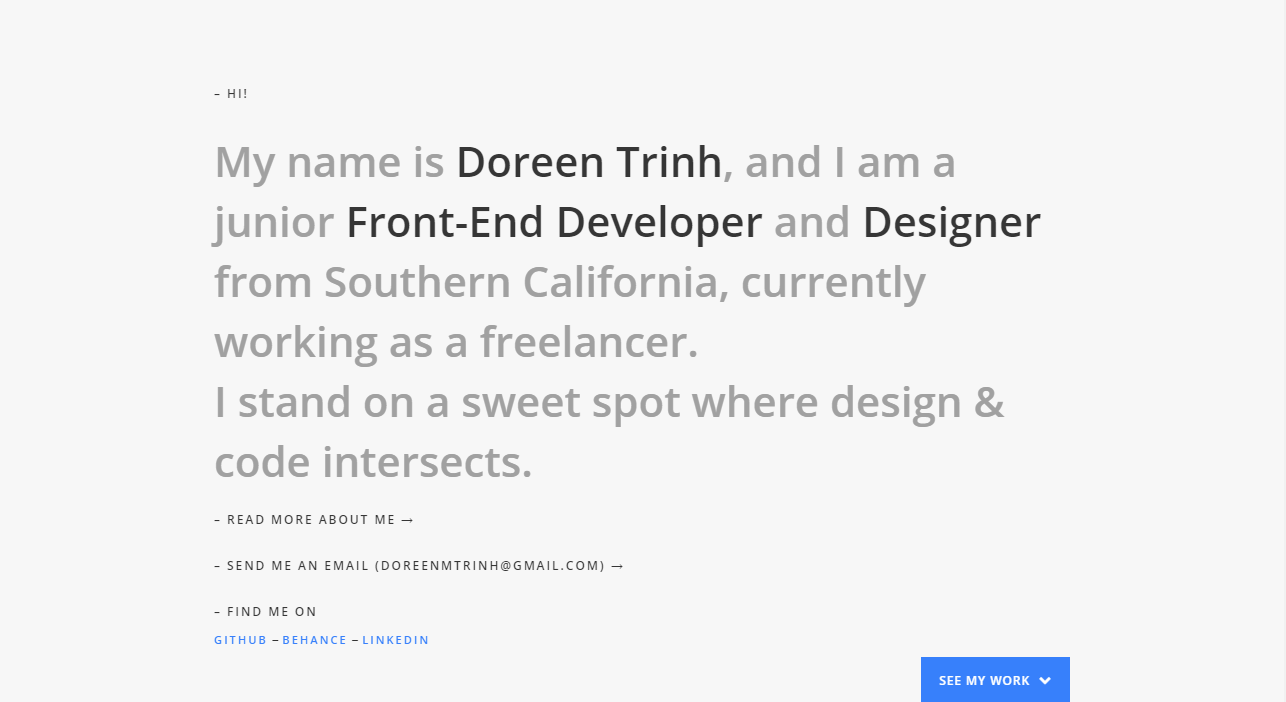 – HI!
My name is Doreen Trinh, and I am a
junior Front-End Developer and Designer
from Southern California, currently
working as a freelancer.
I stand on a sweet spot where design &
code intersects.
– READ MORE ABOUT ME →
– SEND ME AN EMAIL (DOREENMTRINH@GMAIL.COM) →
– FIND ME ON
GITHUB – BEHANCE – LINKEDIN
SEE MY WORK